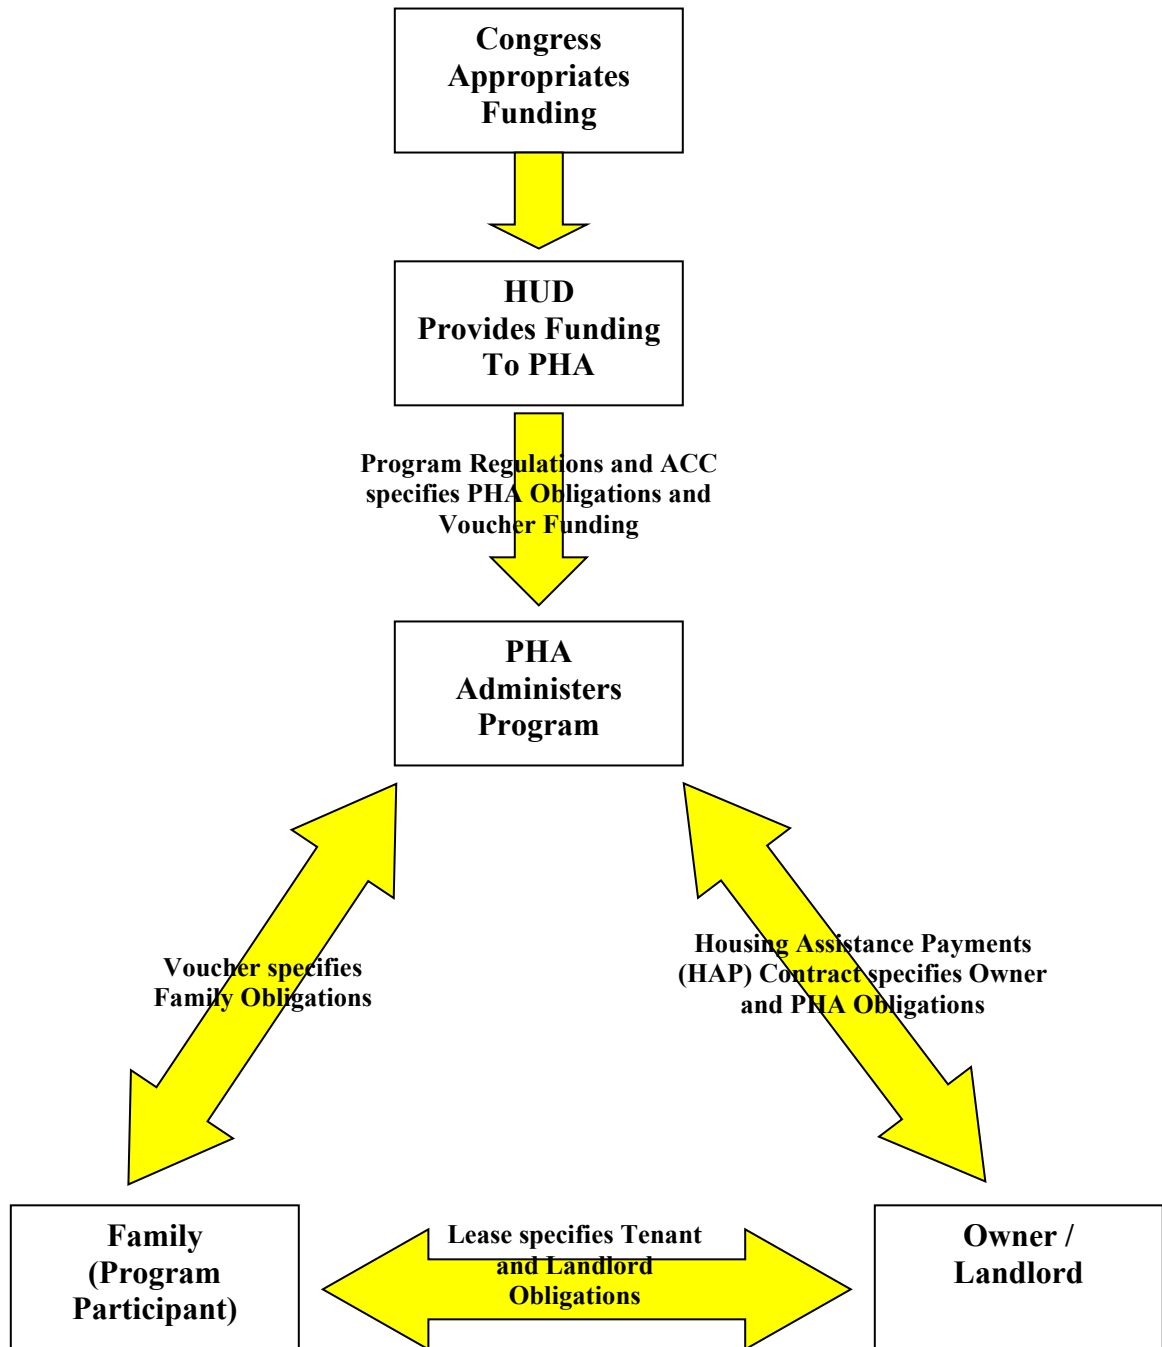 Congress
Appropriates
Funding
HUD
Provides Funding
To PHA
Program Regulations and ACC
specifies PHA Obligations and
Voucher Funding
PHA
Administers
Program
Voucher specifies
Family Obligations
Housing Assistance Payments
(HAP) Contract specifies Owner
and PHA Obligations
Family
(Program
Participant)
Lease specifies Tenant
and Landlord
Obligations
Owner /
Landlord